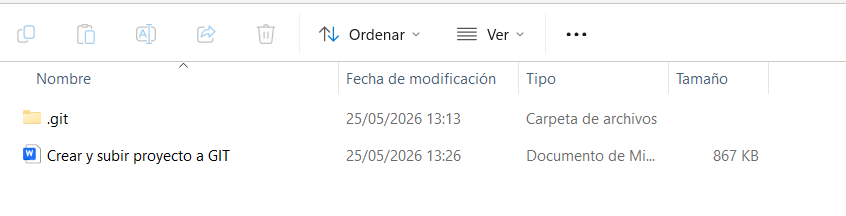 Ordenar Ver
Nombre Fecha de modificación Tipo Tamaño
.git 25/05/2026 13:13 Carpeta de archivos
Crear y subir proyecto a GIT 25/05/2026 13:26 Documento de Mi... 867 KB